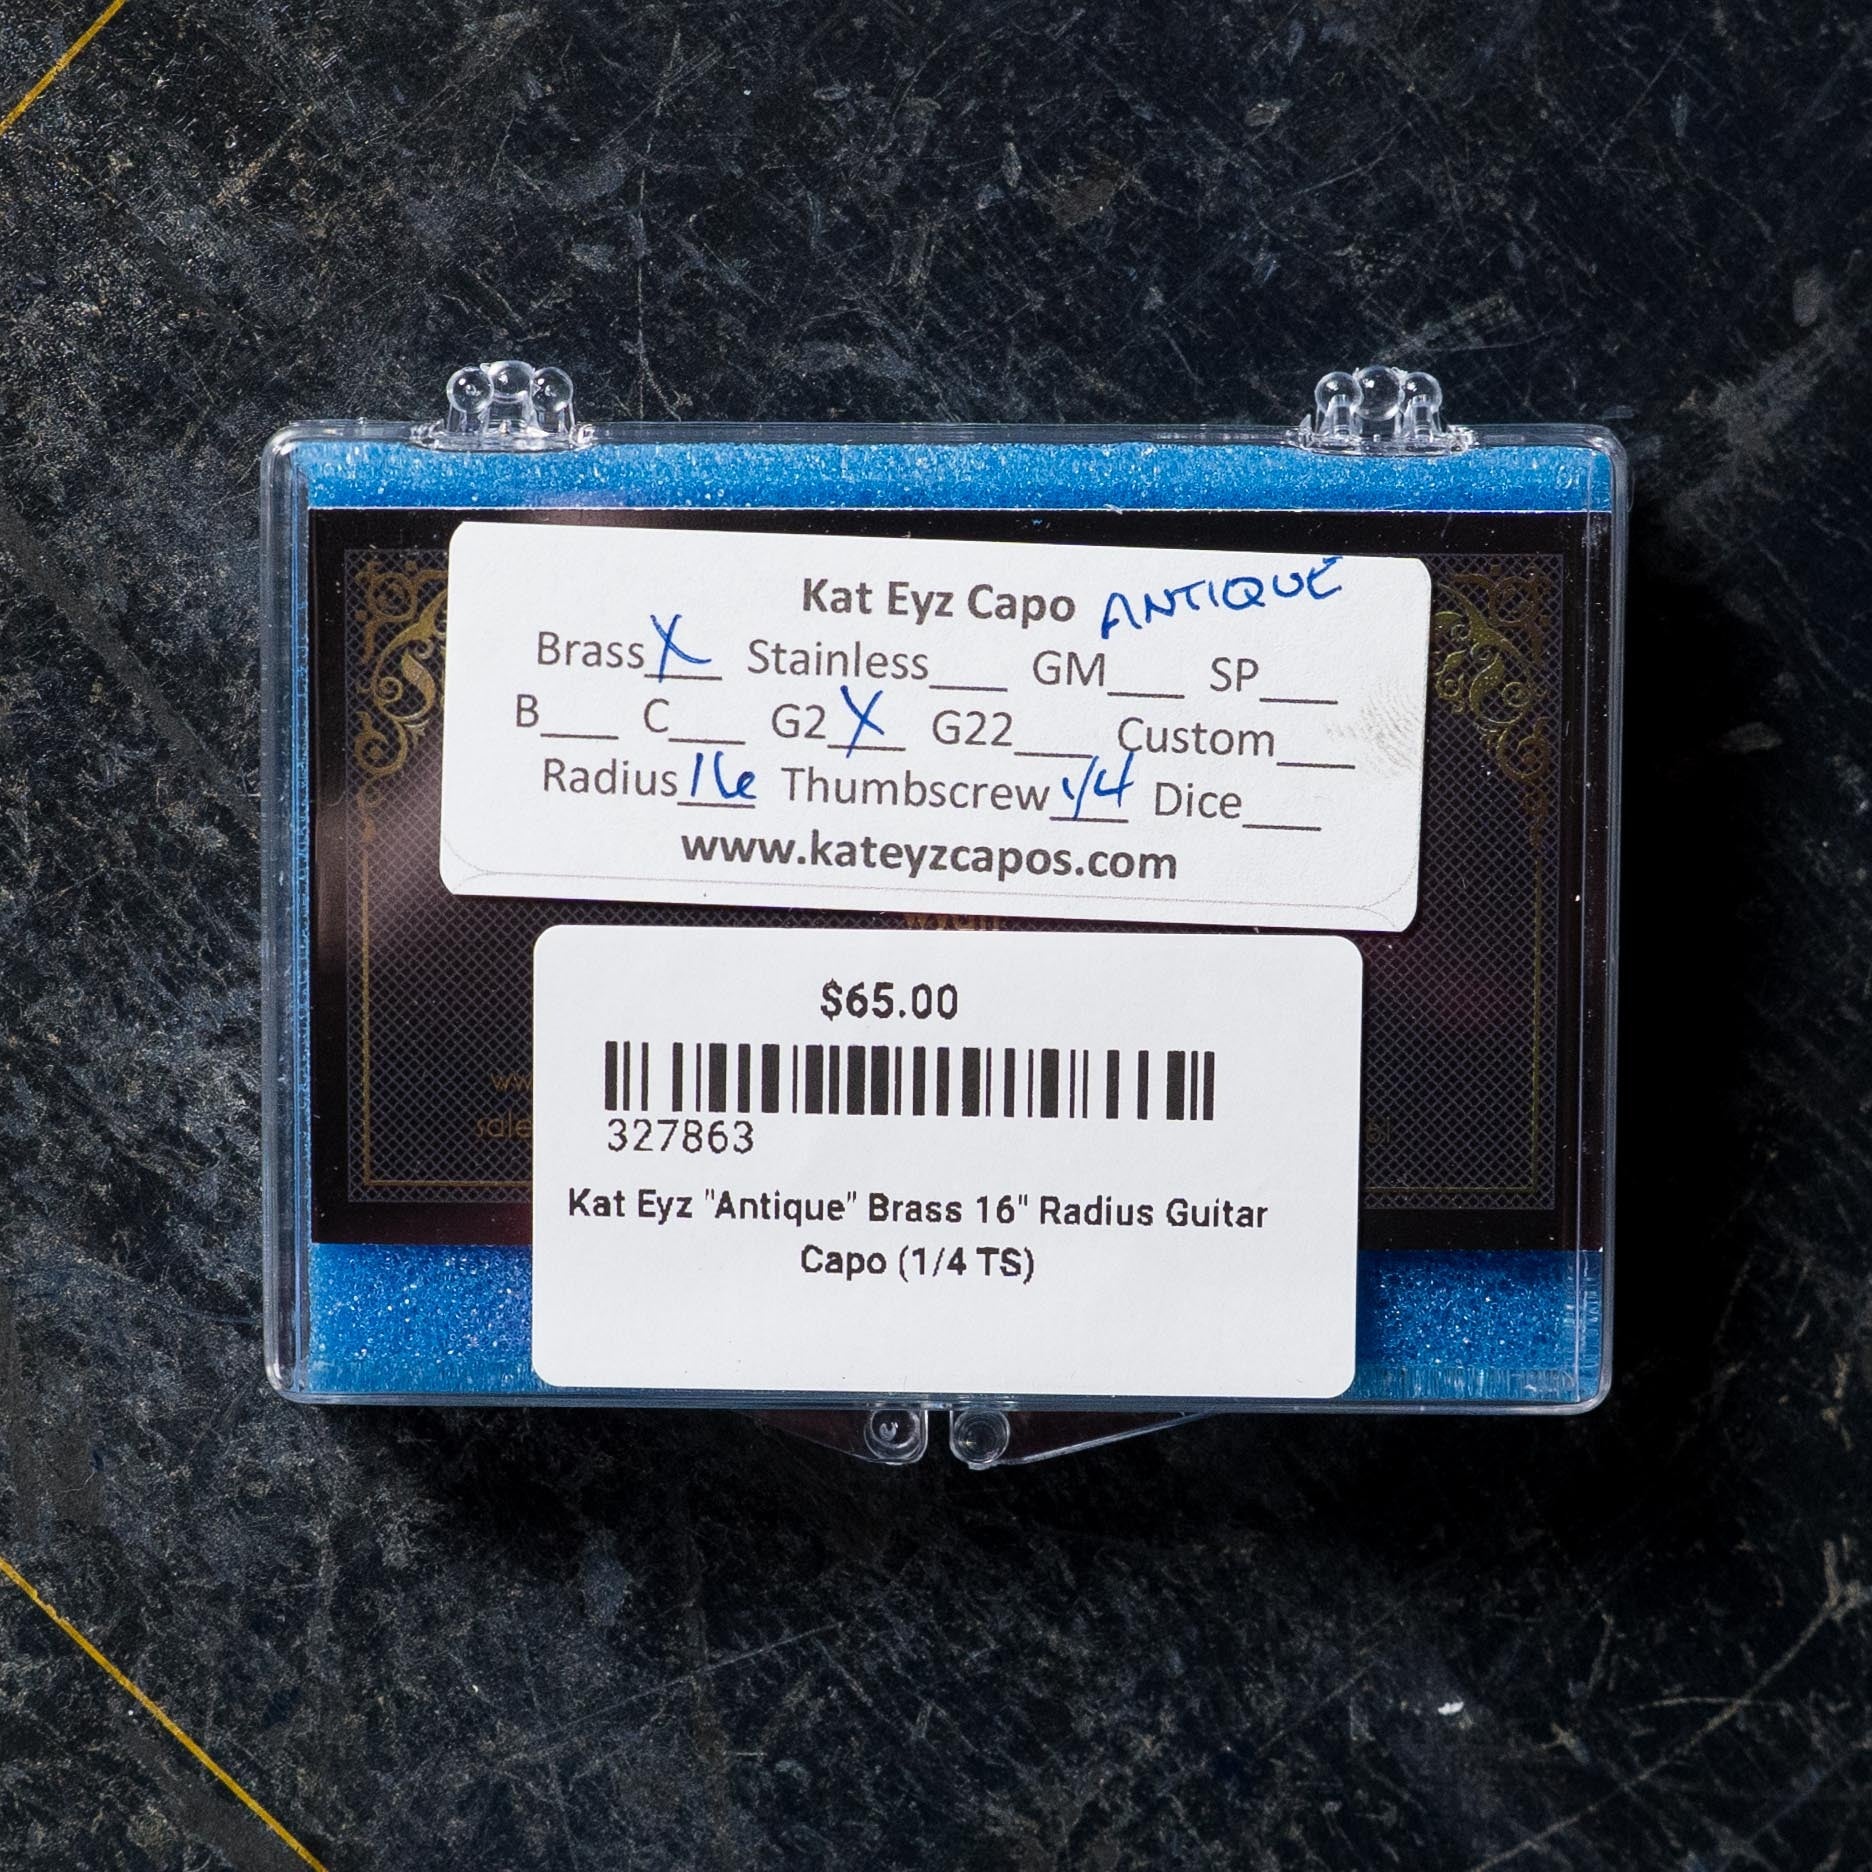 Kat Eyz Capo ANTIQUE
Brass X Stainless___ GM___ SP___
B___ C___ G2 X G22___ Custom___
Radius 16 Thumbscrew 1/4 Dice___
www.kateyzcapos.com
$65.00
327863
Kat Eyz "Antique" Brass 16" Radius Guitar
Capo (1/4 TS)